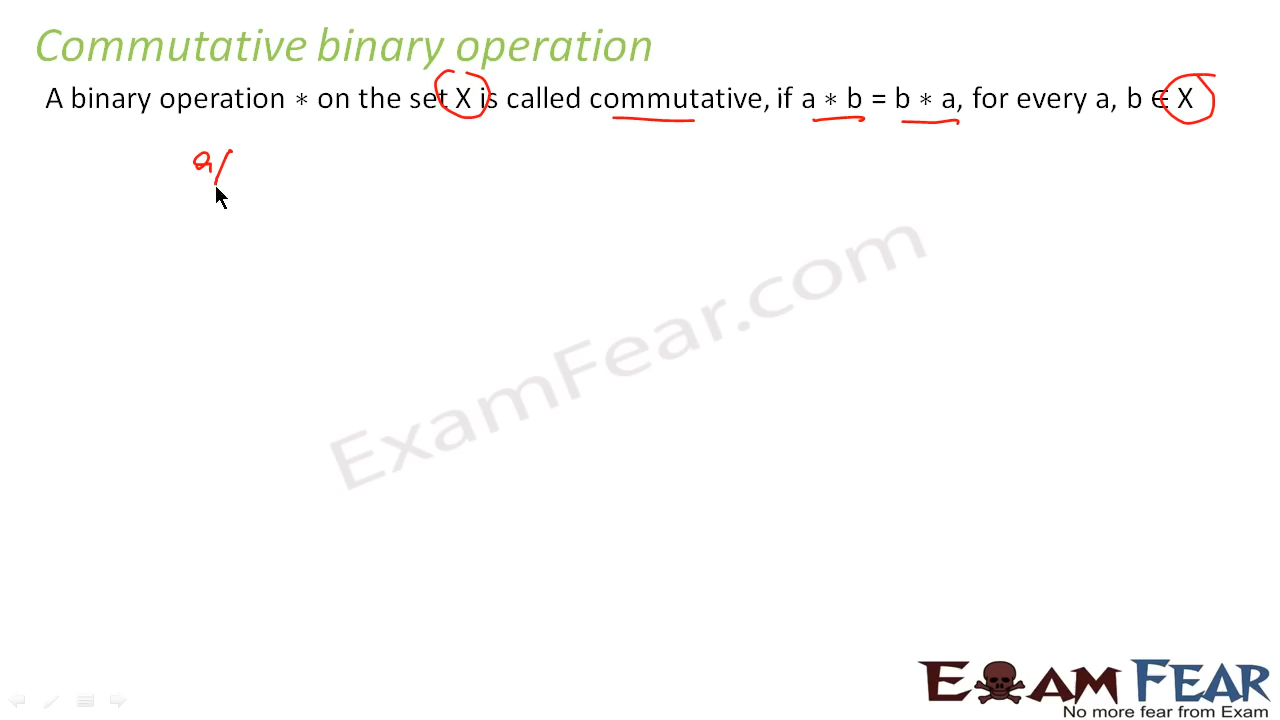 Commutative binary operation
A binary operation ∗ on the set X is called commutative, if a ∗ b = b ∗ a, for every a, b ∈ X
a/
ExamFear.com
EXAM FEAR
No more fear from Exam